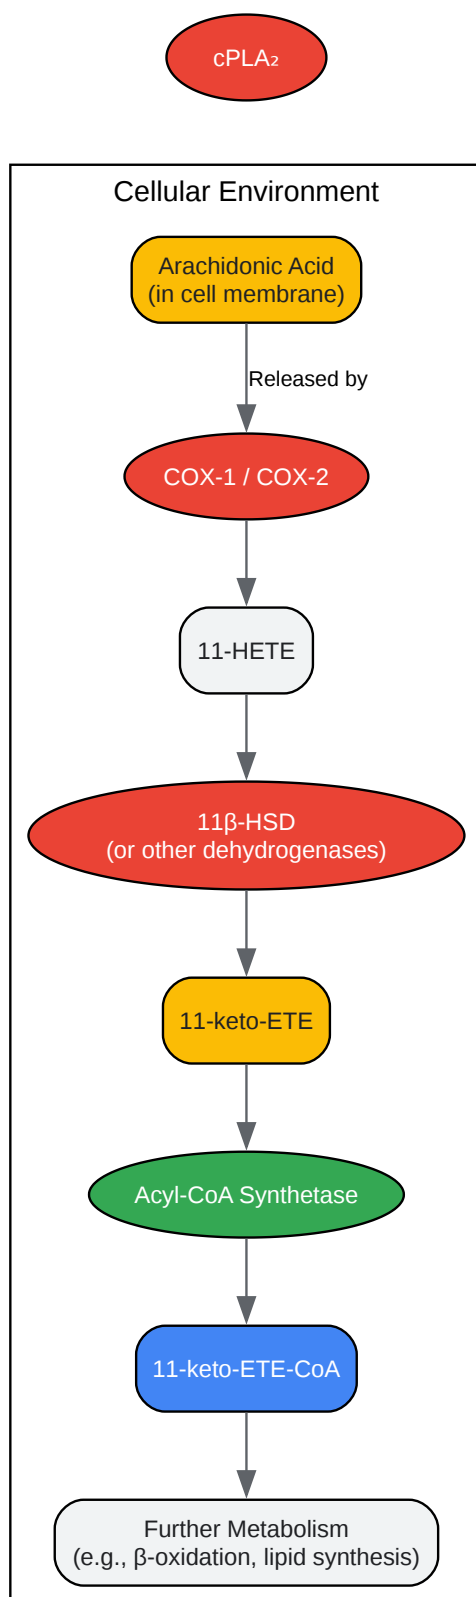 cPLA₂
Cellular Environment
Arachidonic Acid
(in cell membrane)
Released by
COX-1 / COX-2
11-HETE
11β-HSD
(or other dehydrogenases)
11-keto-ETE
Acyl-CoA Synthetase
11-keto-ETE-CoA
Further Metabolism
(e.g., β-oxidation, lipid synthesis)